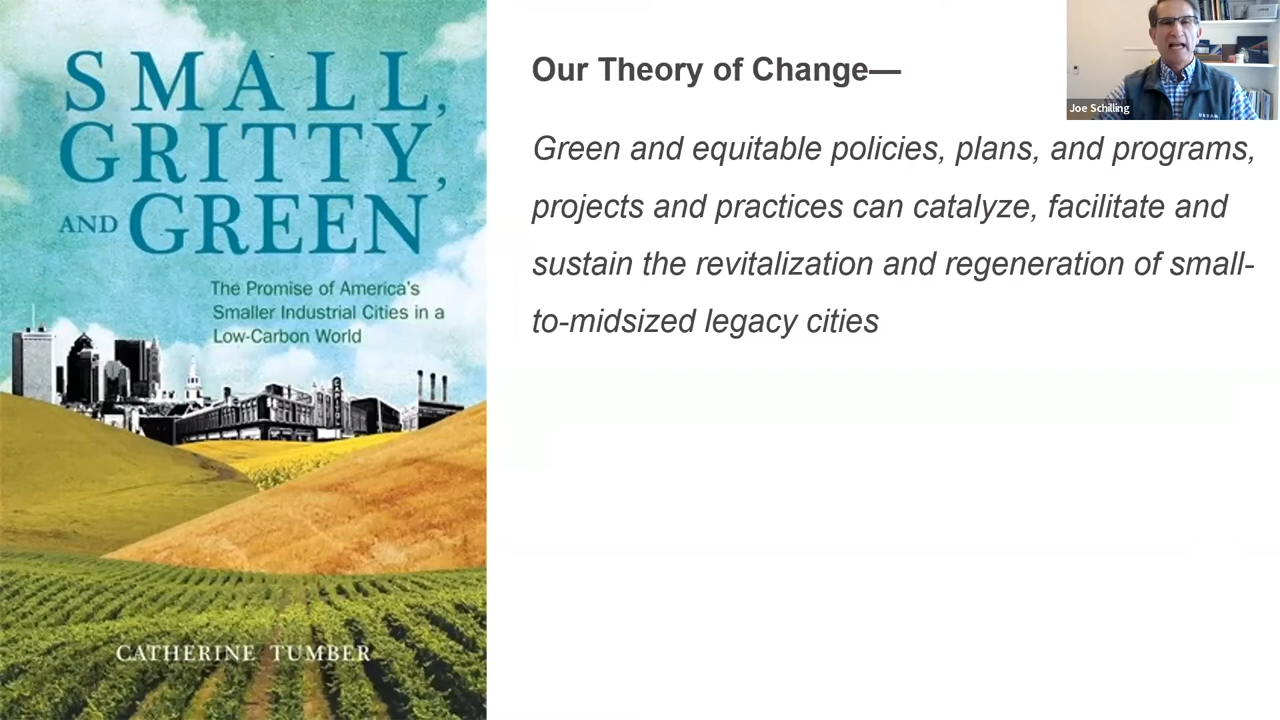 SMALL,
GRITTY,
AND GREEN
The Promise of America's
Smaller Industrial Cities in a
Low-Carbon World
CAPITOL
CATHERINE TUMBER
Our Theory of Change—
Green and equitable policies, plans, and programs,
projects and practices can catalyze, facilitate and
sustain the revitalization and regeneration of small-
to-midsized legacy cities
Joe Schilling
URBAN